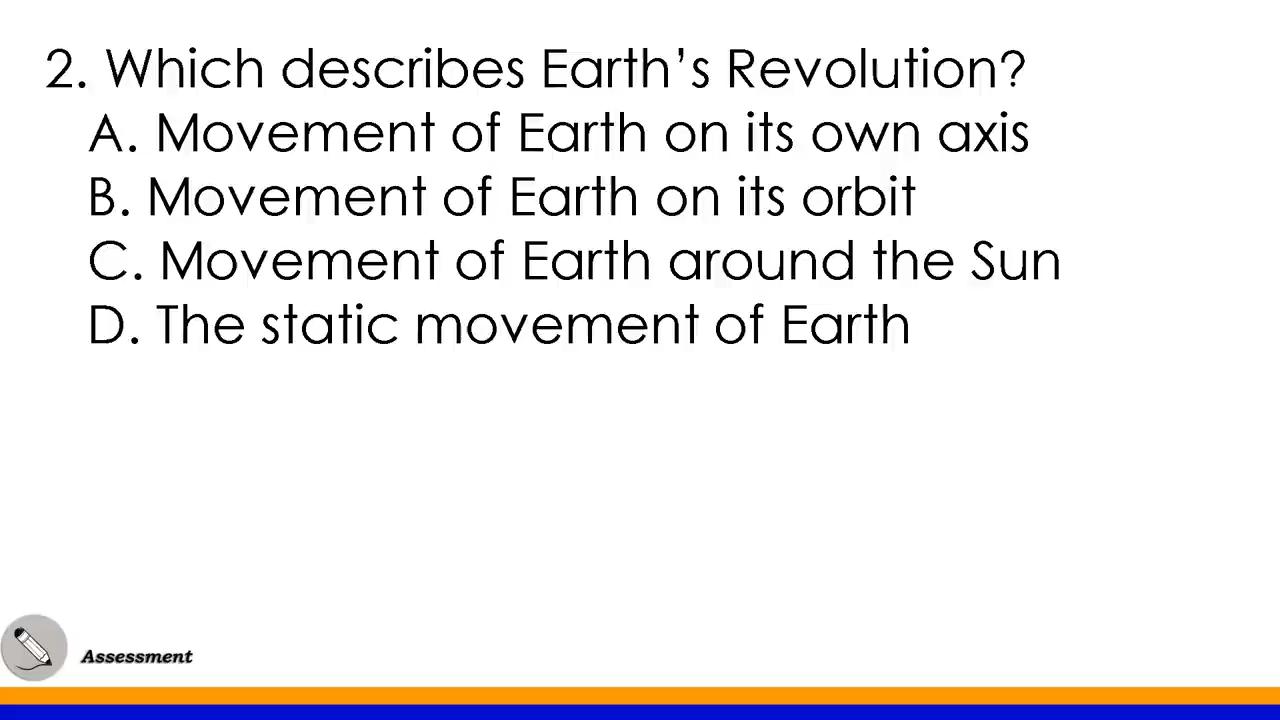 2. Which describes Earth’s Revolution?
A. Movement of Earth on its own axis
B. Movement of Earth on its orbit
C. Movement of Earth around the Sun
D. The static movement of Earth
Assessment